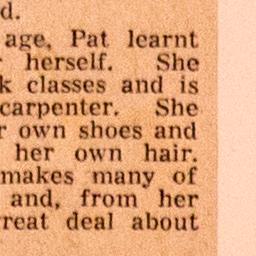 d.
age, Pat learnt
herself. She
k classes and is
carpenter. She
r own shoes and
her own hair.
makes many of
and, from her
reat deal about